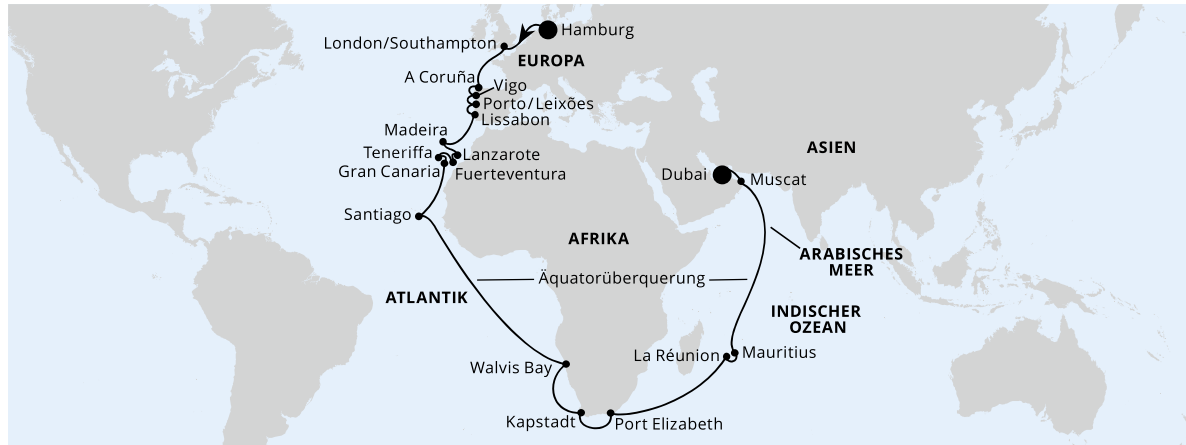 Hamburg
London/Southampton
EUROPA
A Coruña
Vigo
Porto/Leixões
Lissabon
Madeira
Teneriffa
Lanzarote
Gran Canaria
Fuerteventura
ASIEN
Dubai
Muscat
Santiago
AFRIKA
ARABISCHES
MEER
Äquatorüberquerung
ATLANTIK
INDISCHER
OZEAN
La Réunion
Mauritius
Walvis Bay
Kapstadt
Port Elizabeth